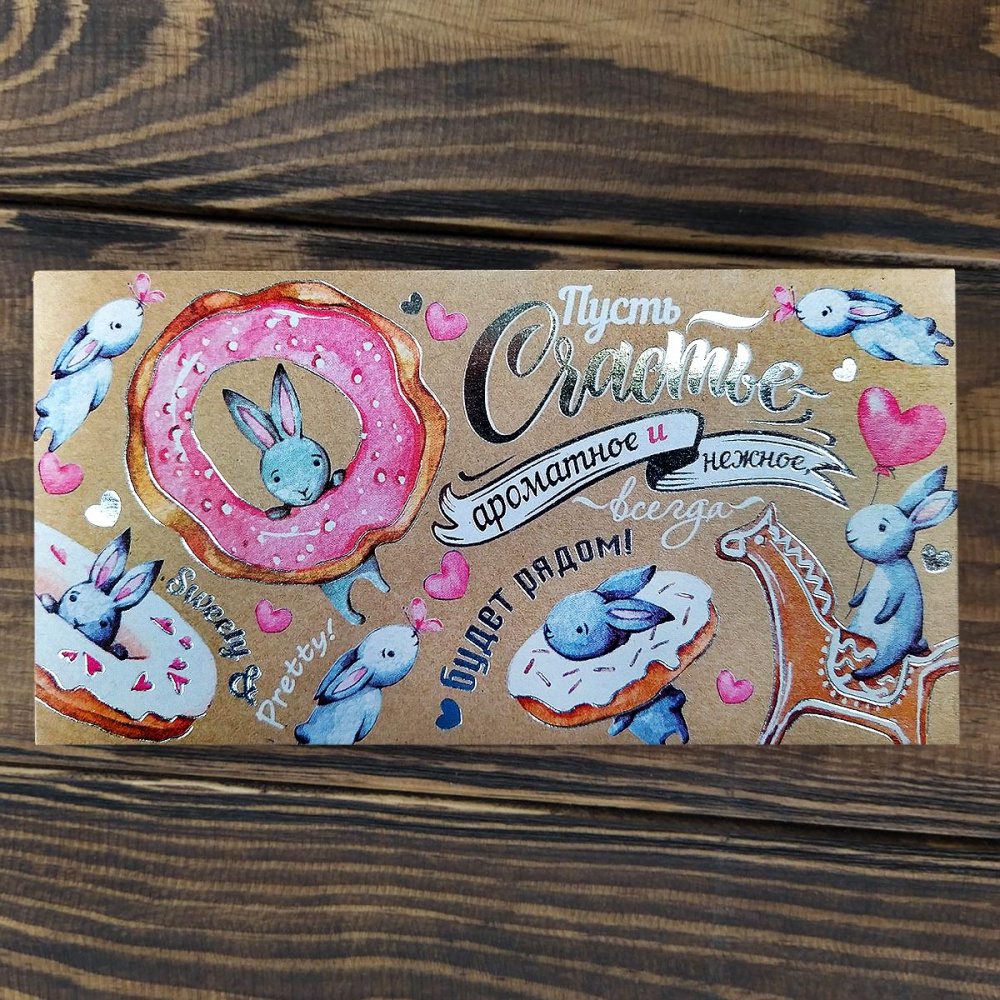 Пусть
Счастье
ароматное и
нежное,
всегда
будет рядом!
Sweety
&
Pretty!